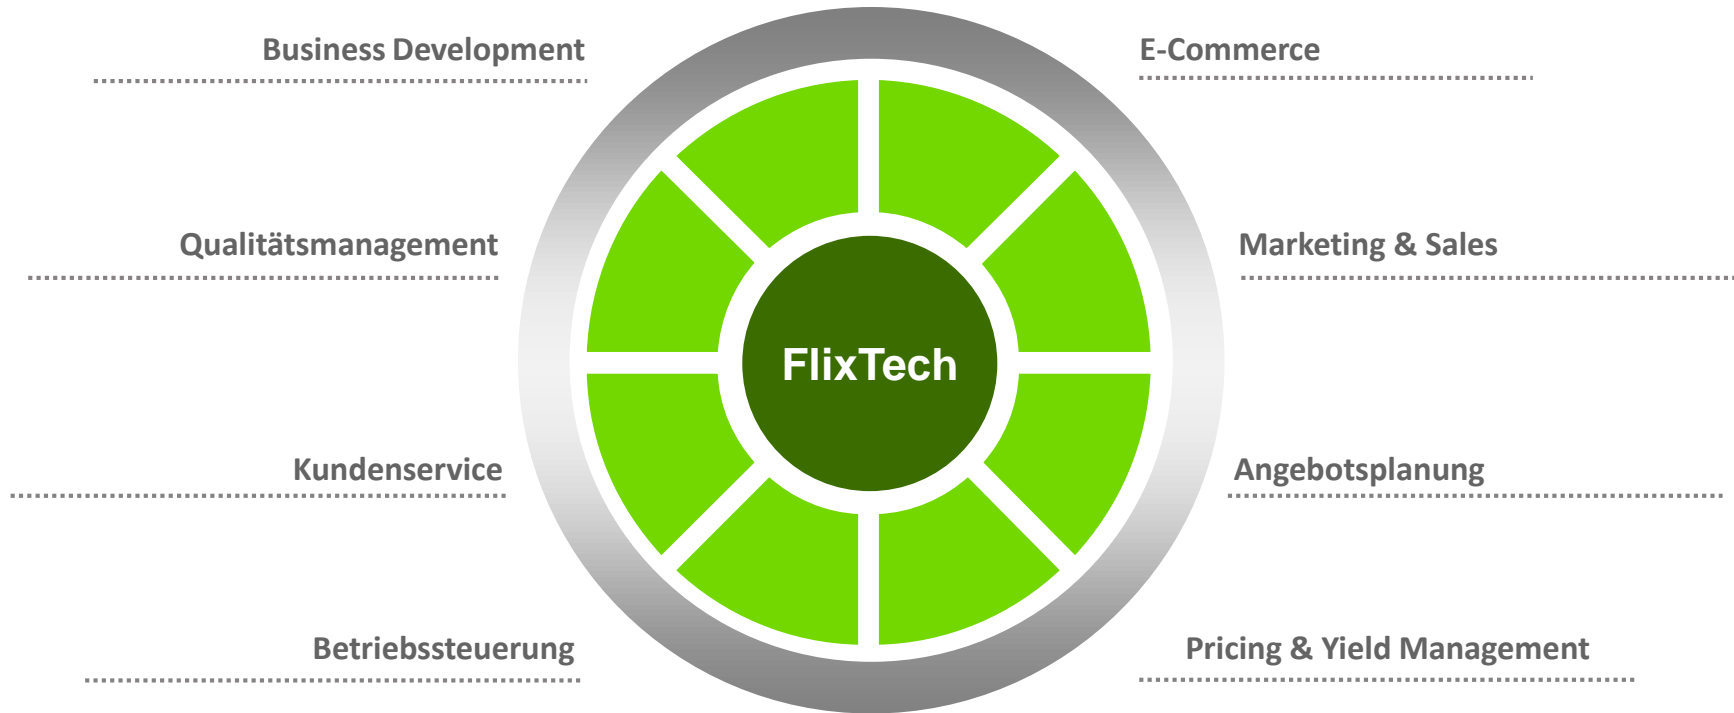 Business Development
E-Commerce
Qualitätsmanagement
Marketing & Sales
FlixTech
Kundenservice
Angebotsplanung
Betriebssteuerung
Pricing & Yield Management